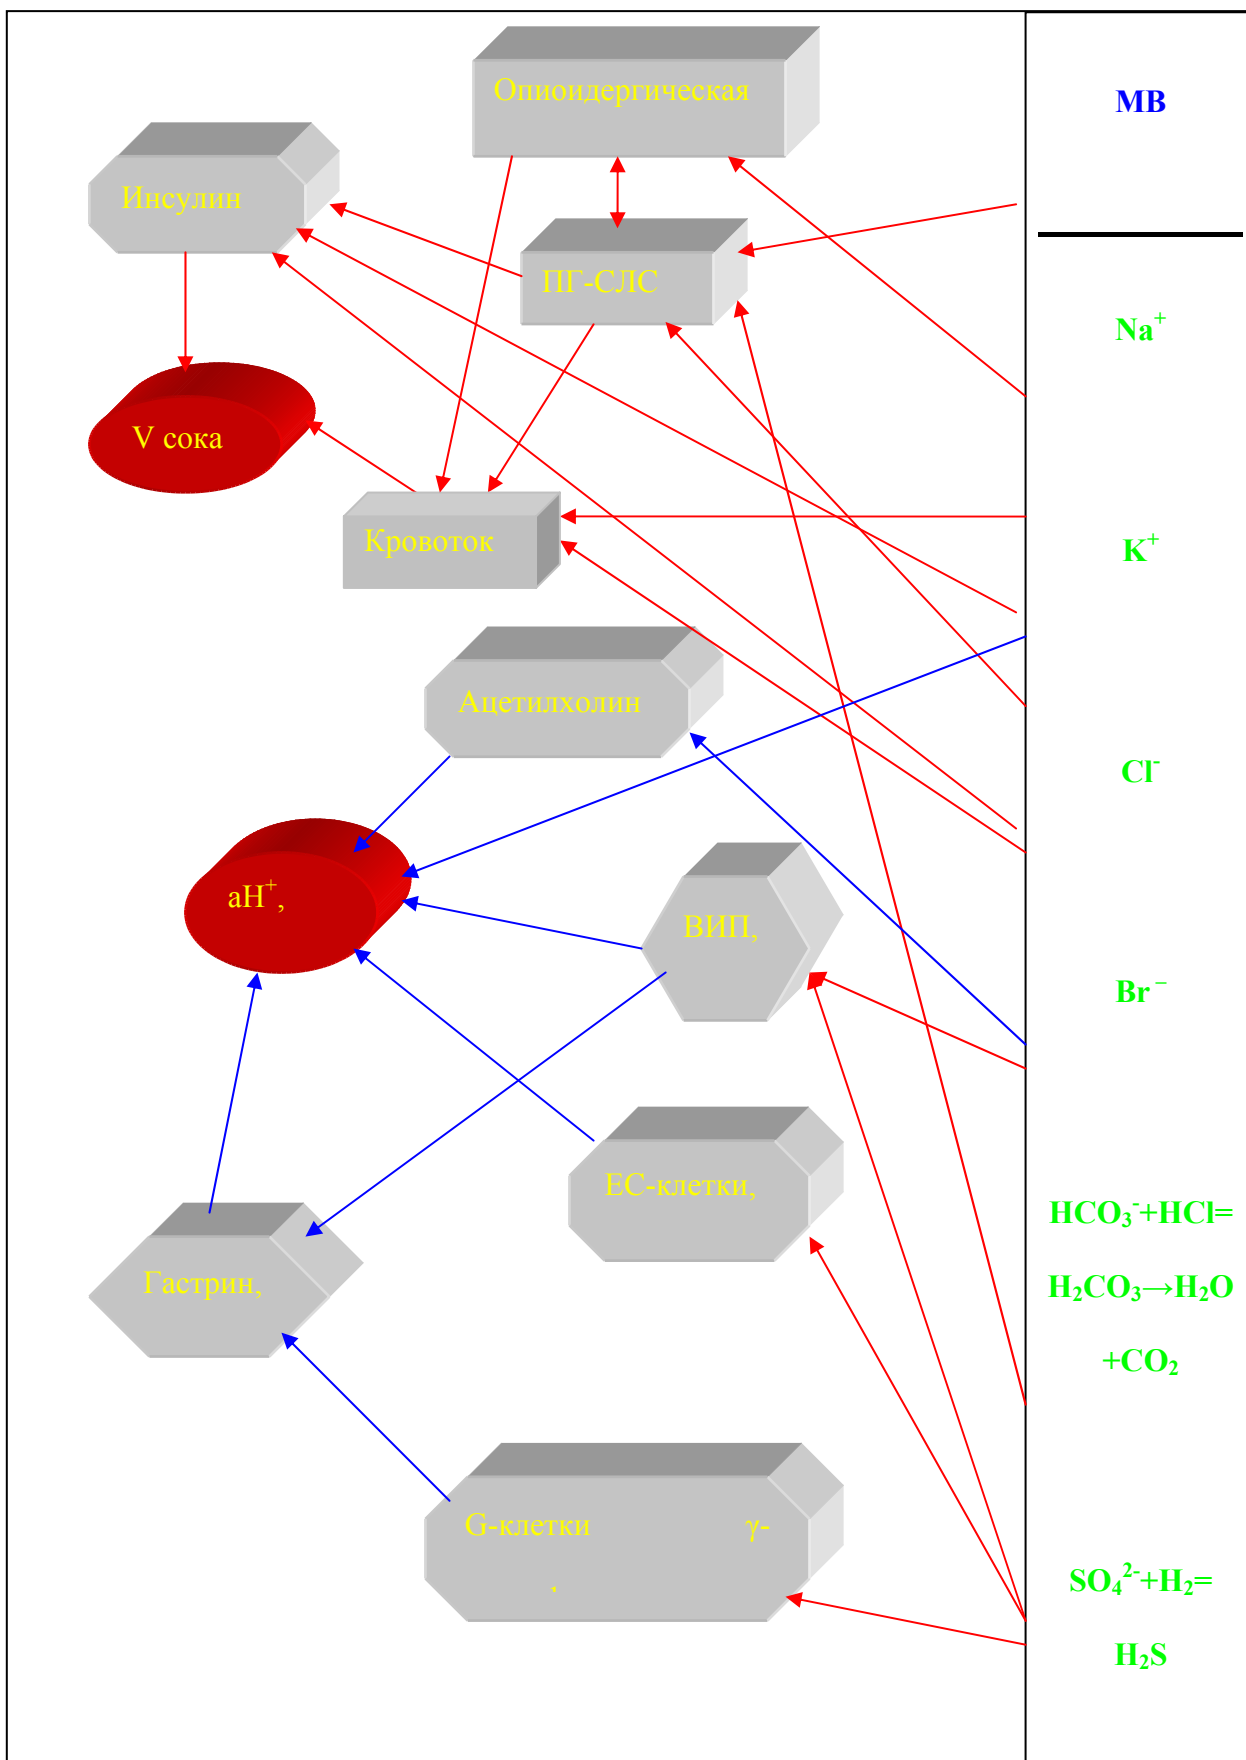 Опиоидергическая
Инсулин
ПГ-СЛС
V сока
Кровоток
Ацетилхолин
aH⁺,
ВИП,
ЕС-клетки,
Гастрин,
G-клетки γ-
МВ
Na⁺
K⁺
Cl⁻
Br⁻
HCO₃⁻+HCl=
H₂CO₃→H₂O
+CO₂
SO₄²⁻+H₂=
H₂S